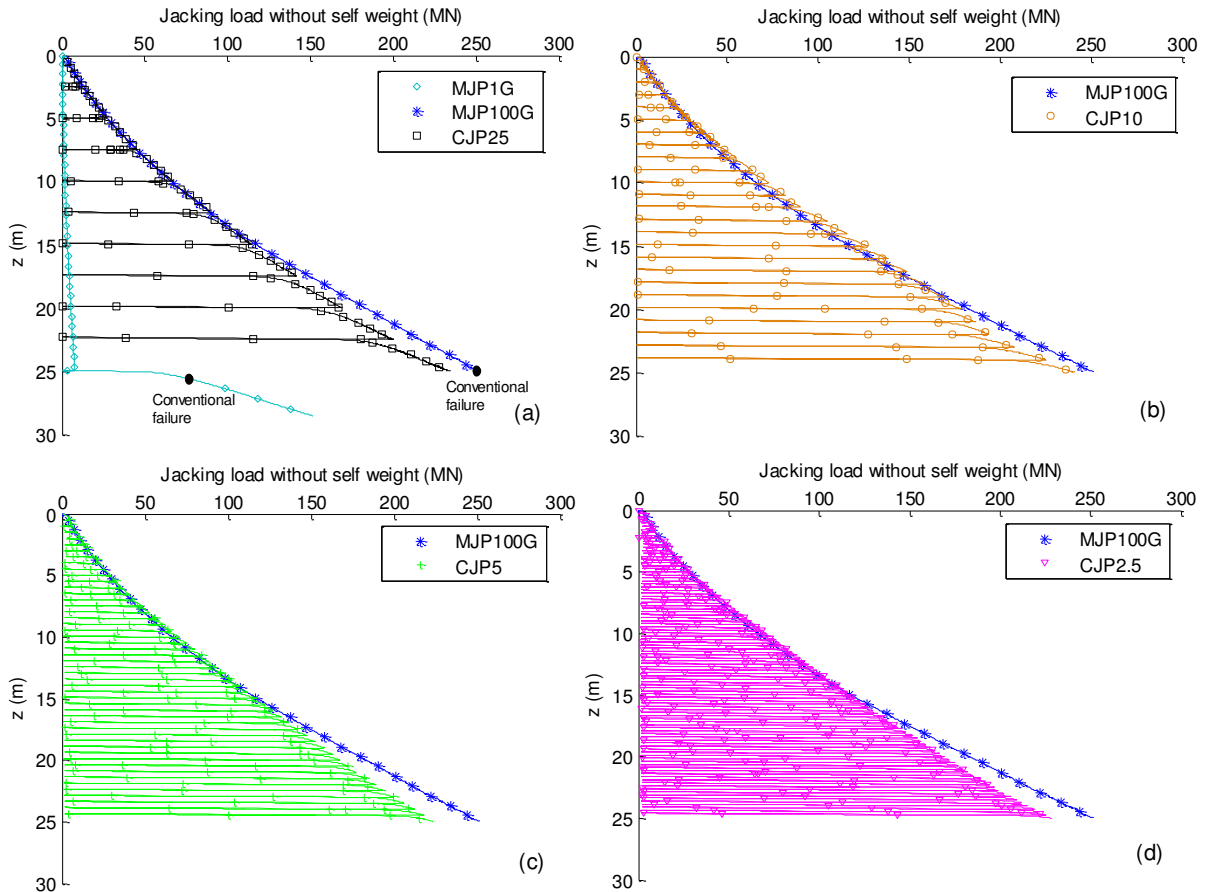 Jacking load without self weight (MN)
0 50 100 150 200 250 300
0
5
10
15
20
25
30
z (m)
MJP1G
MJP100G
CJP25
Conventional
failure
Conventional
failure
(a)
Jacking load without self weight (MN)
0 50 100 150 200 250 300
0
5
10
15
20
25
30
z (m)
MJP100G
CJP10
(b)
Jacking load without self weight (MN)
0 50 100 150 200 250 300
0
5
10
15
20
25
30
z (m)
MJP100G
CJP5
(c)
Jacking load without self weight (MN)
0 50 100 150 200 250 300
0
5
10
15
20
25
30
z (m)
MJP100G
CJP2.5
(d)